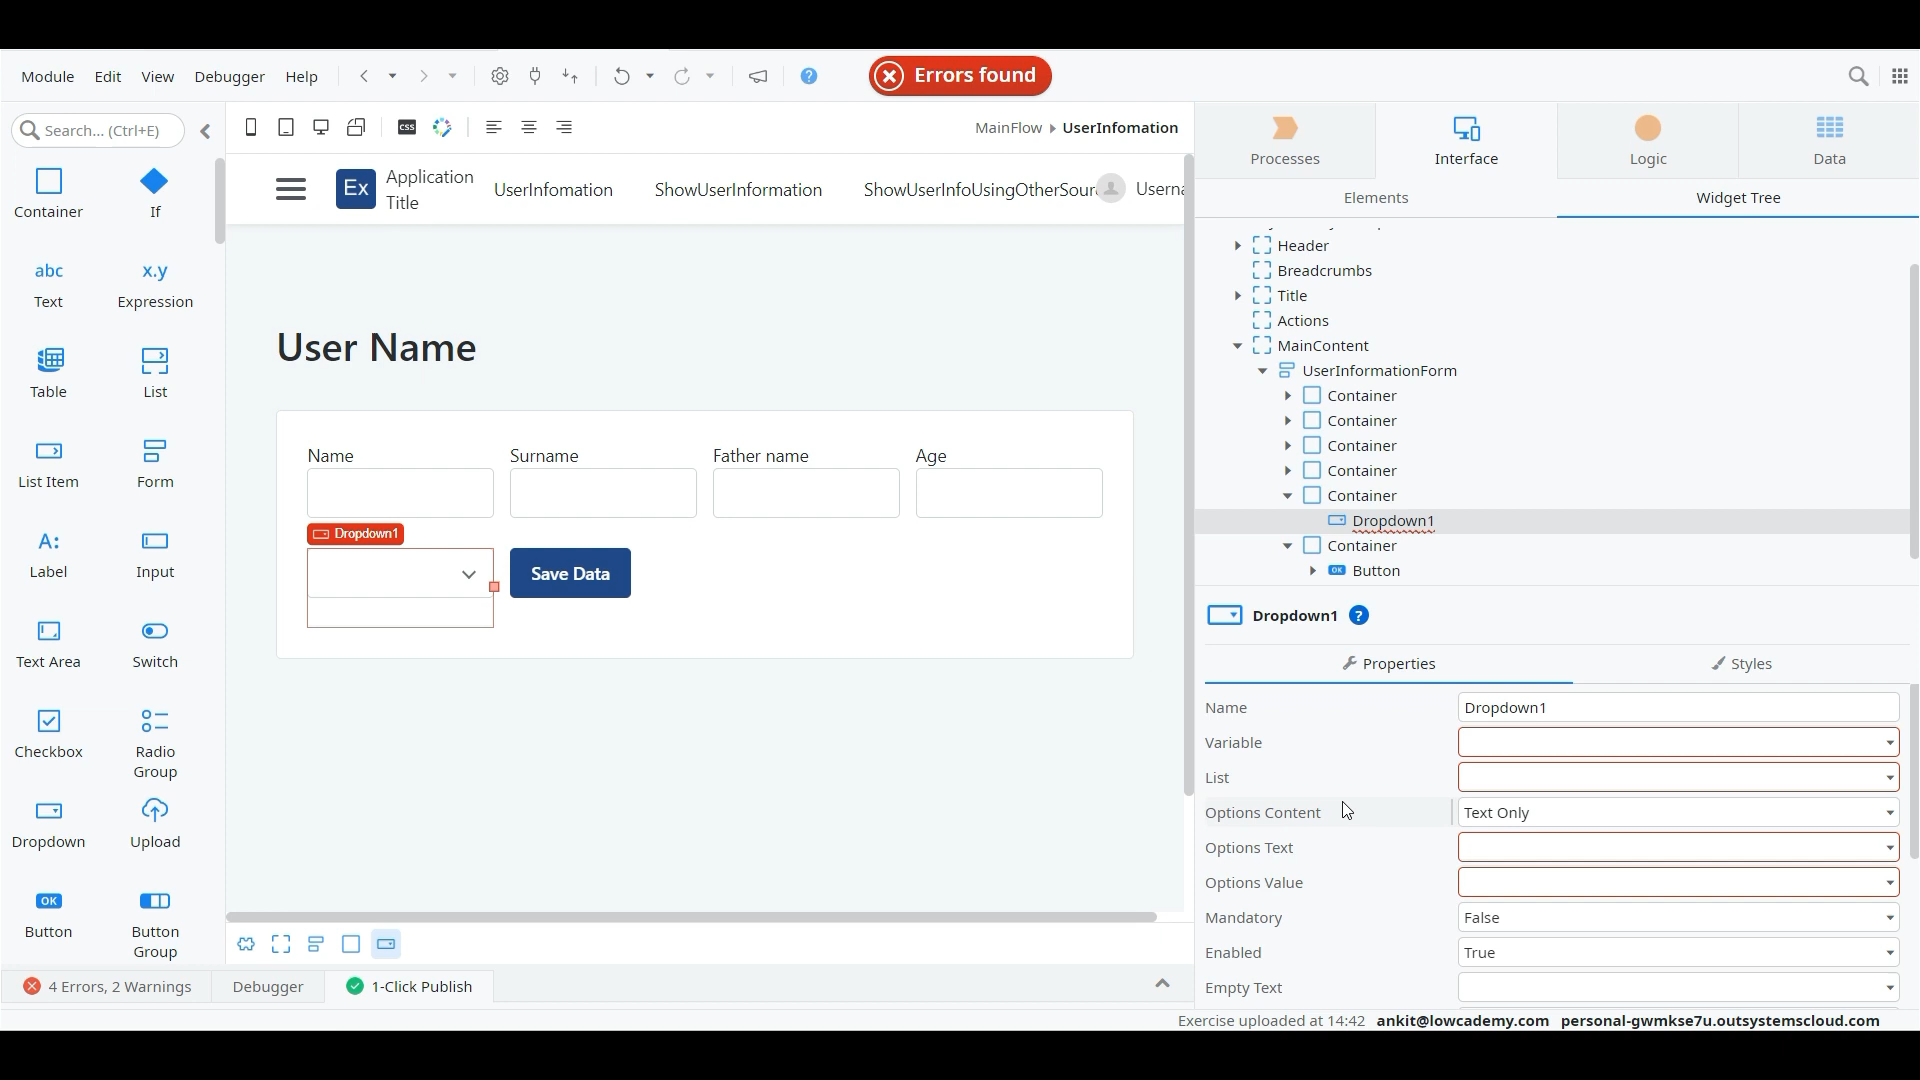 Module Edit View Debugger Help
Errors found
Search... (Ctrl+E)
Container If
abc x.y
Text Expression
Table List
List Item Form
A:
Label Input
Text Area Switch
Checkbox Radio Group
Dropdown Upload
OK
Button Button Group
CSS
MainFlow UserInfomation
Ex Application Title UserInfomation ShowUserInformation ShowUserInfoUsingOtherSour Userna
User Name
Name Surname Father name Age
Dropdown1
Save Data
4 Errors, 2 Warnings Debugger 1-Click Publish
Processes Interface Logic Data
Elements Widget Tree
Header
Breadcrumbs
Title
Actions
MainContent
UserInformationForm
Container
Container
Container
Container
Container
Dropdown1
Container
OK Button
Dropdown1 ?
Properties Styles
Name Dropdown1
Variable
List
Options Content Text Only
Options Text
Options Value
Mandatory False
Enabled True
Empty Text
Exercise uploaded at 14:42 ankit@lowcademy.com personal-gwmkse7u.outsystemscloud.com